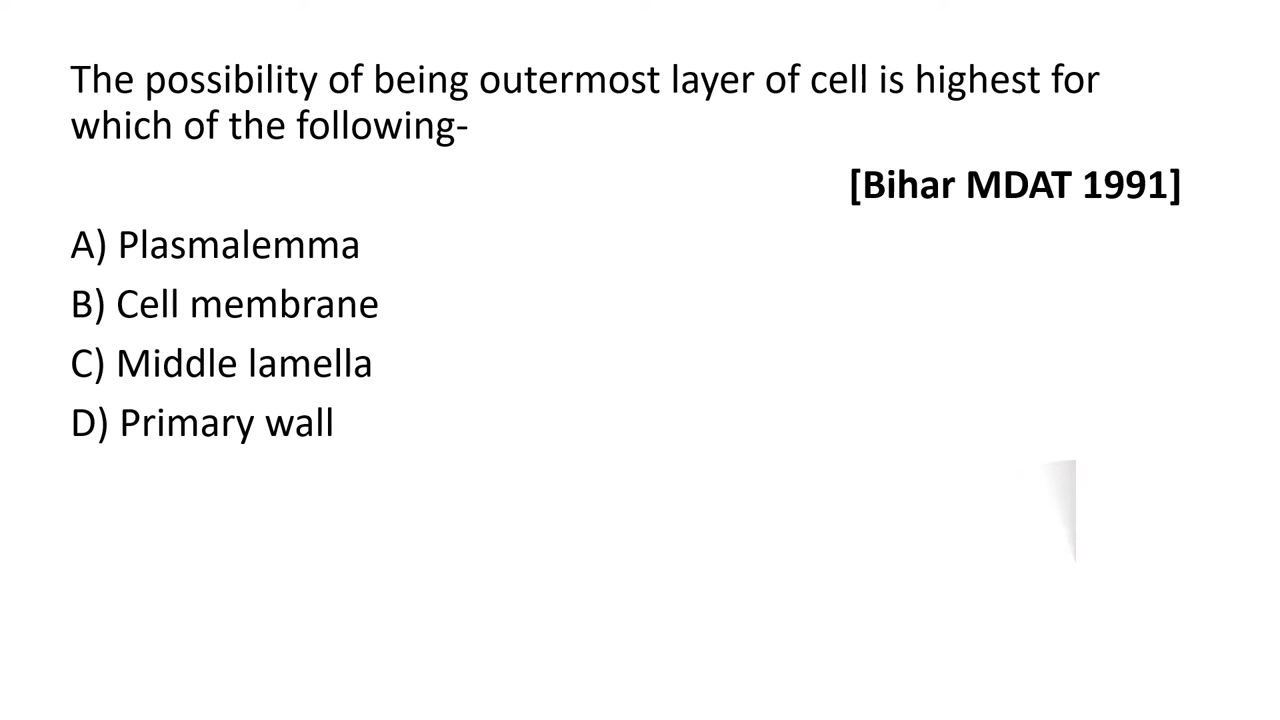 The possibility of being outermost layer of cell is highest for
which of the following-
[Bihar MDAT 1991]
A) Plasmalemma
B) Cell membrane
C) Middle lamella
D) Primary wall